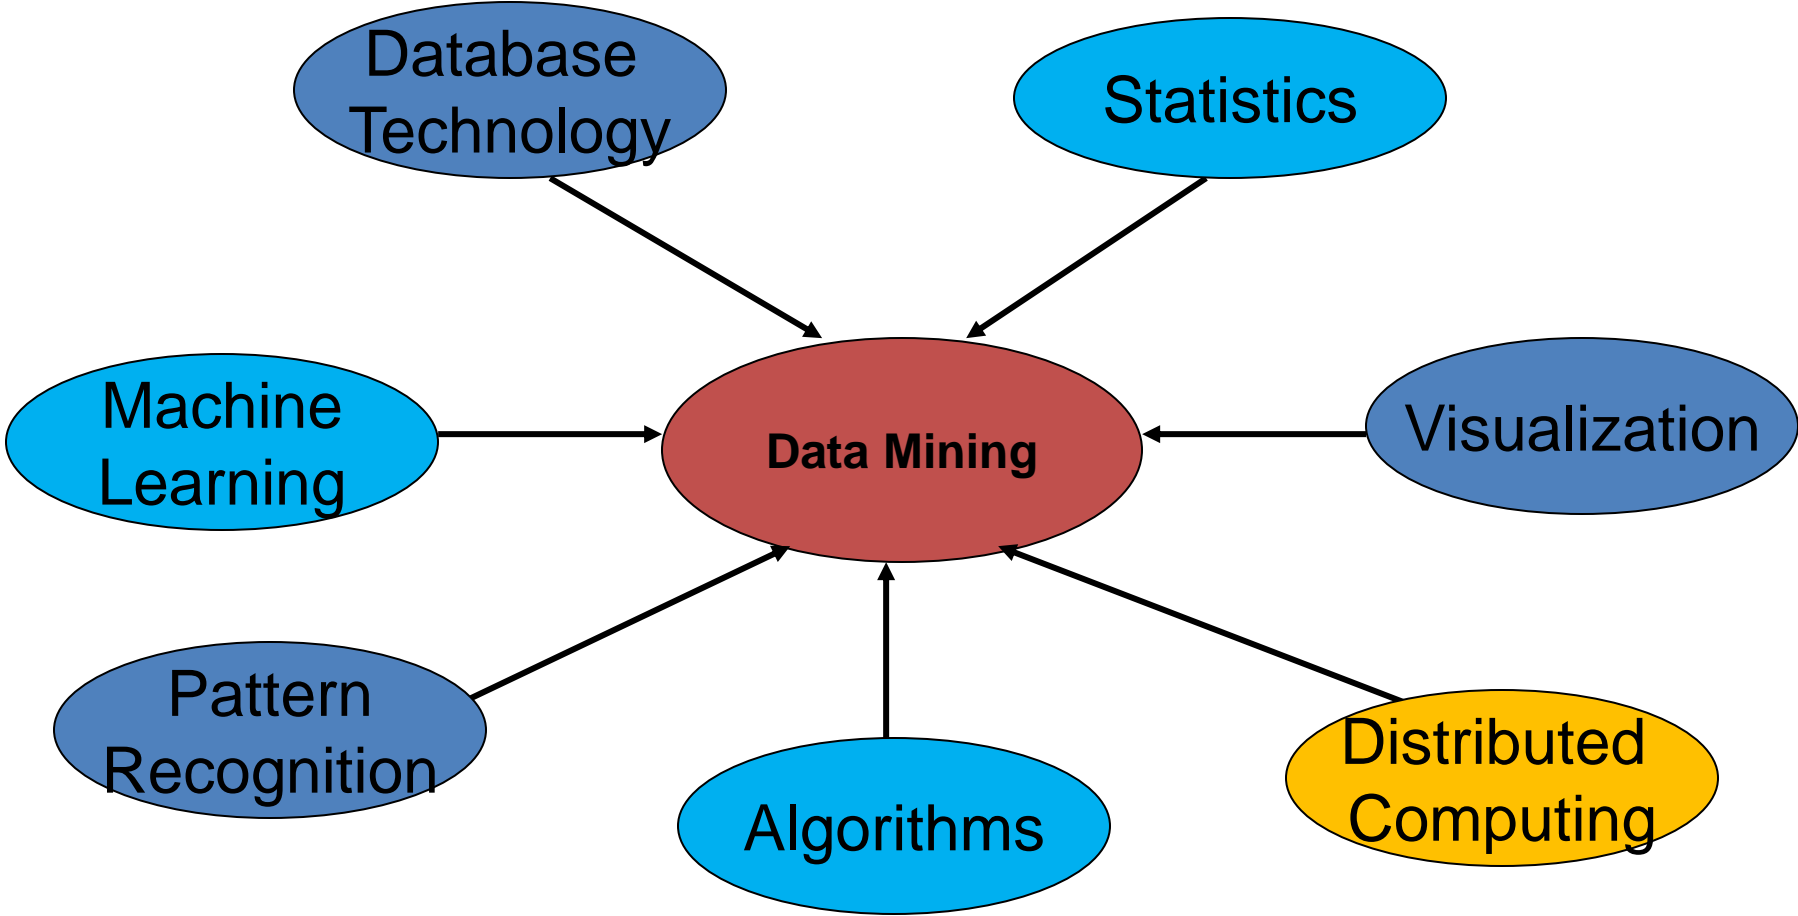 Database
Technology
Statistics
Machine
Learning
Data Mining
Visualization
Pattern
Recognition
Algorithms
Distributed
Computing